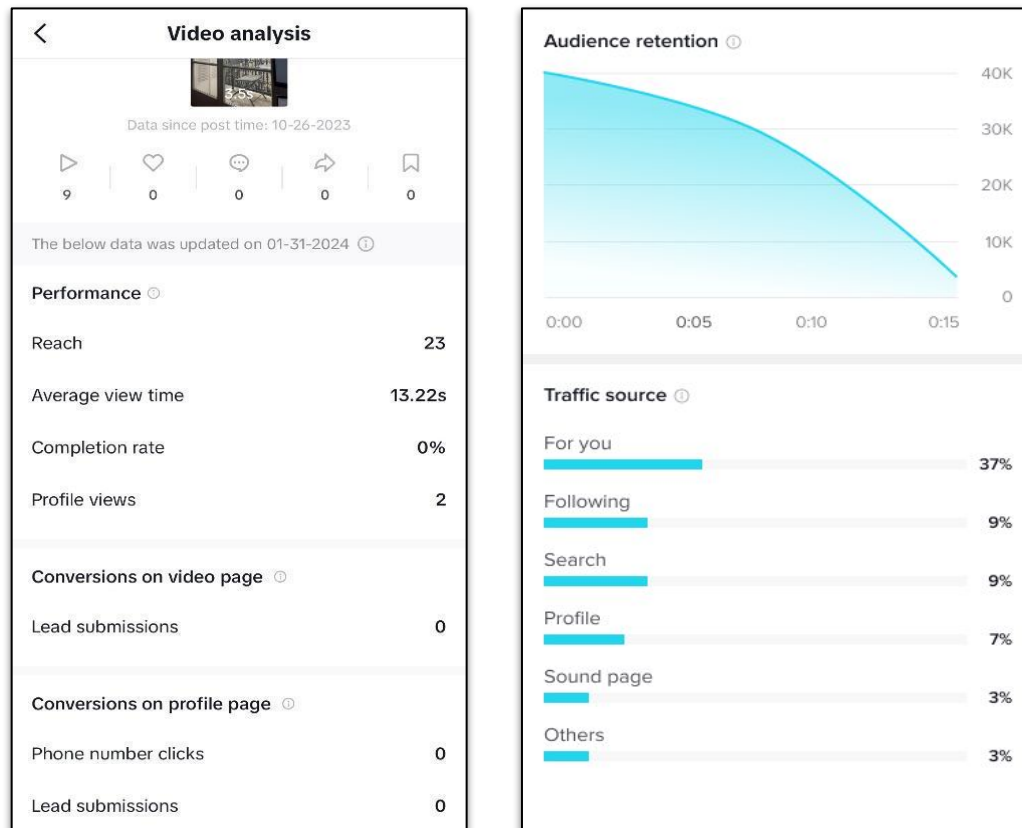 Video analysis
3.5s
Data since post time: 10-26-2023
9 0 0 0 0
The below data was updated on 01-31-2024
Performance
Reach 23
Average view time 13.22s
Completion rate 0%
Profile views 2
Conversions on video page
Lead submissions 0
Conversions on profile page
Phone number clicks 0
Lead submissions 0
Audience retention
40K
30K
20K
10K
0
0:00 0:05 0:10 0:15
Traffic source
For you
37%
Following
9%
Search
9%
Profile
7%
Sound page
3%
Others
3%